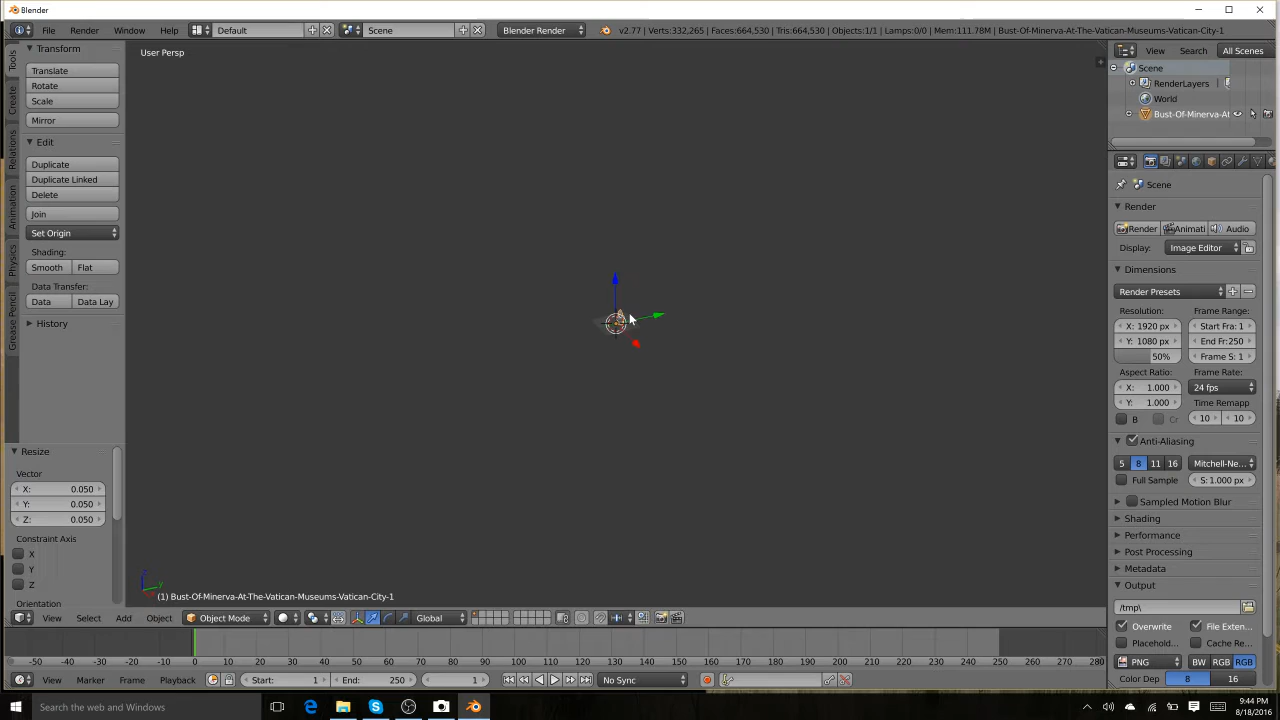 Blender
File Render Window Help Default Scene Blender Render v2.77 | Verts:332,265 | Faces:664,530 | Tris:664,530 | Objects:1/1 | Lamps:0/0 | Mem:111.78M | Bust-Of-Minerva-At-The-Vatican-Museums-Vatican-City-1
User Persp
View Search All Scenes
Scene
RenderLayers
World
Bust-Of-Minerva-At
Tools
Create
Relations
Animation
Physics
Grease Pencil
Transform
Translate
Rotate
Scale
Mirror
Edit
Duplicate
Duplicate Linked
Delete
Join
Set Origin
Shading:
Smooth Flat
Data Transfer:
Data Data Lay
History
Resize
Vector
X: 0.050
Y: 0.050
Z: 0.050
Constraint Axis
X
Y
Z
Orientation
(1) Bust-Of-Minerva-At-The-Vatican-Museums-Vatican-City-1
Scene
Render
Render Animati Audio
Display: Image Editor
Dimensions
Render Presets
Resolution: Frame Range:
X: 1920 px Start Fra: 1
Y: 1080 px End Fr:250
50% Frame S: 1
Aspect Ratio: Frame Rate:
X: 1.000 24 fps
Y: 1.000 Time Remapp
B Cr 10 10
Anti-Aliasing
5 8 11 16 Mitchell-Ne...
Full Sample S: 1.000 px
Sampled Motion Blur
Shading
Performance
Post Processing
Metadata
Output
/tmp\
Overwrite File Exten...
Placehold... Cache Re...
PNG BW RGB RGB
Color Dep 8 16
View Select Add Object Object Mode Global
-50 -40 -30 -20 -10 0 10 20 30 40 50 60 70 80 90 100 110 120 130 140 150 160 170 180 190 200 210 220 230 240 250 260 270 280
View Marker Frame Playback Start: 1 End: 250 1 No Sync
Search the web and Windows
9:44 PM
8/18/2016